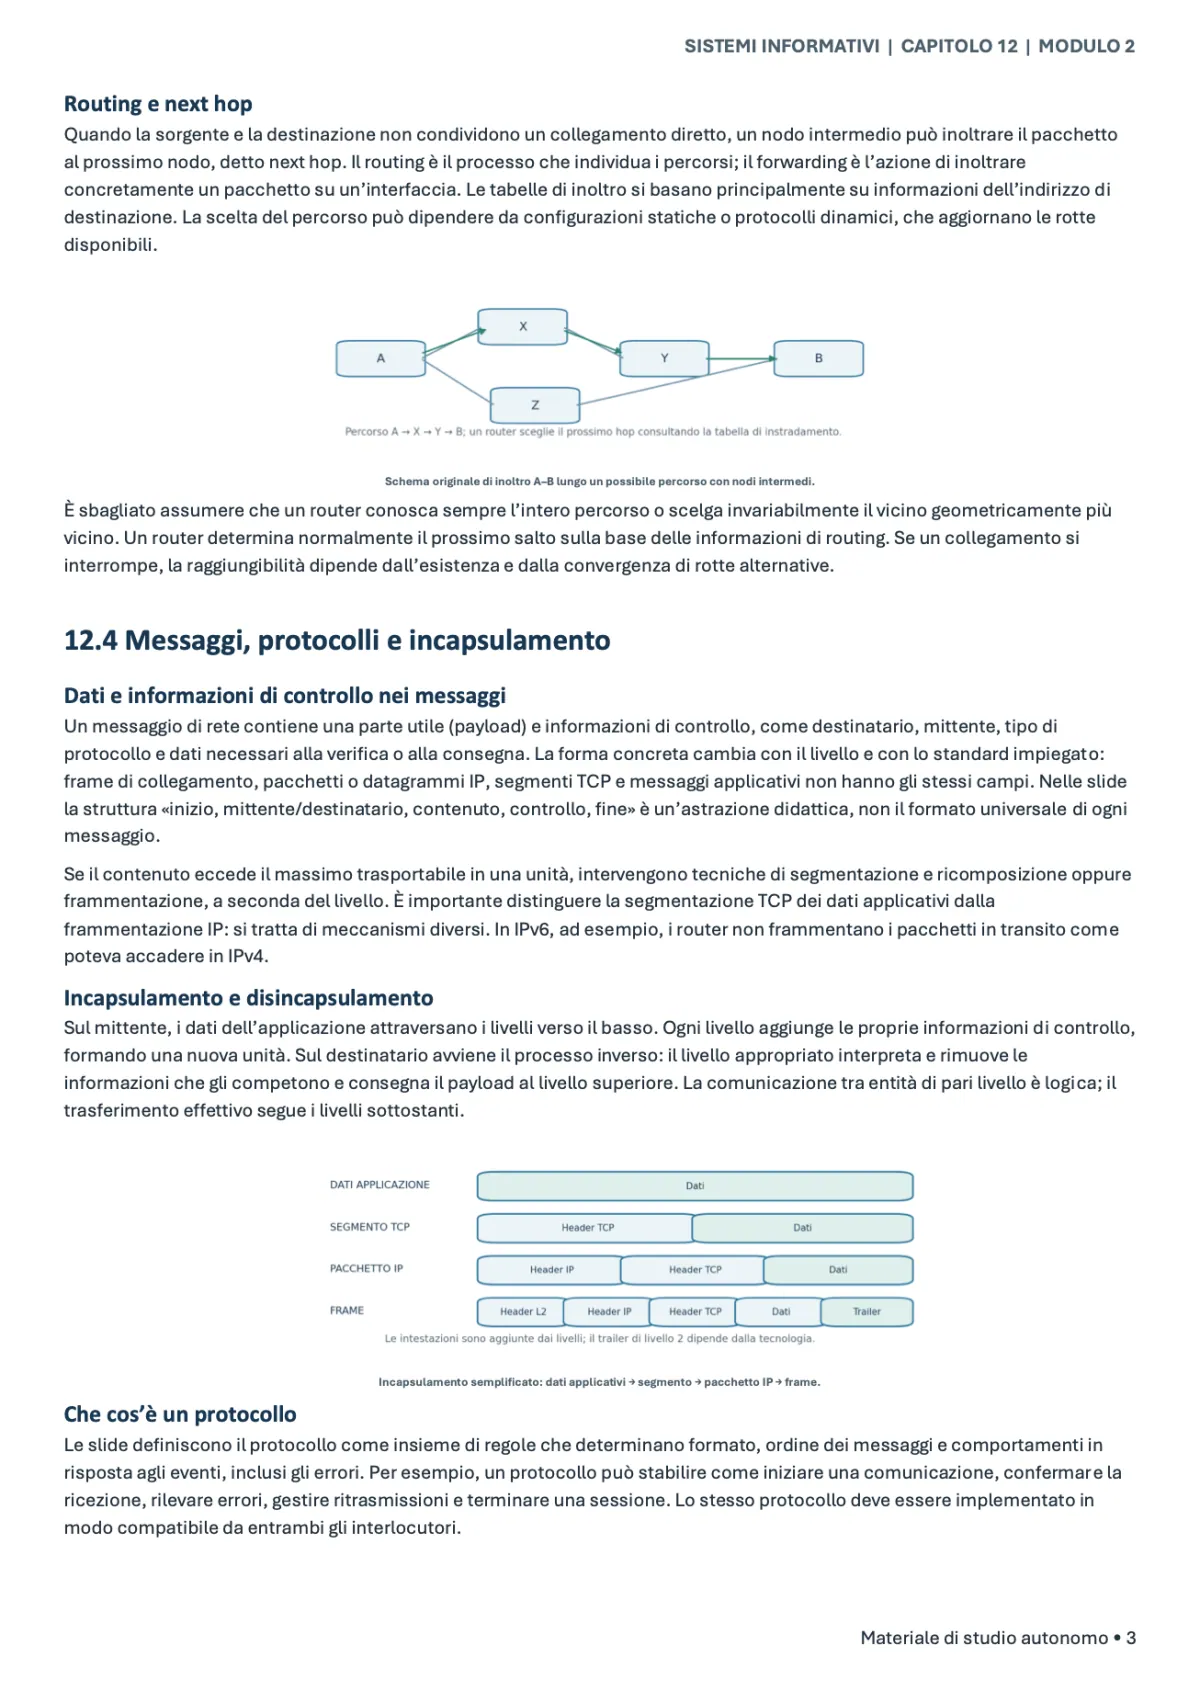 SISTEMI INFORMATIVI | CAPITOLO 12 | MODULO 2
Routing e next hop
Quando la sorgente e la destinazione non condividono un collegamento diretto, un nodo intermedio può inoltrare il pacchetto
al prossimo nodo, detto next hop. Il routing è il processo che individua i percorsi; il forwarding è l’azione di inoltrare
concretamente un pacchetto su un’interfaccia. Le tabelle di inoltro si basano principalmente su informazioni dell’indirizzo di
destinazione. La scelta del percorso può dipendere da configurazioni statiche o protocolli dinamici, che aggiornano le rotte
disponibili.
X
A
Y
B
Z
Percorso A → X → Y → B; un router sceglie il prossimo hop consultando la tabella di instradamento.
Schema originale di inoltro A–B lungo un possibile percorso con nodi intermedi.
È sbagliato assumere che un router conosca sempre l’intero percorso o scelga invariabilmente il vicino geometricamente più
vicino. Un router determina normalmente il prossimo salto sulla base delle informazioni di routing. Se un collegamento si
interrompe, la raggiungibilità dipende dall’esistenza e dalla convergenza di rotte alternative.
12.4 Messaggi, protocolli e incapsulamento
Dati e informazioni di controllo nei messaggi
Un messaggio di rete contiene una parte utile (payload) e informazioni di controllo, come destinatario, mittente, tipo di
protocollo e dati necessari alla verifica o alla consegna. La forma concreta cambia con il livello e con lo standard impiegato:
frame di collegamento, pacchetti o datagrammi IP, segmenti TCP e messaggi applicativi non hanno gli stessi campi. Nelle slide
la struttura «inizio, mittente/destinatario, contenuto, controllo, fine» è un’astrazione didattica, non il formato universale di ogni
messaggio.
Se il contenuto eccede il massimo trasportabile in una unità, intervengono tecniche di segmentazione e ricomposizione oppure
frammentazione, a seconda del livello. È importante distinguere la segmentazione TCP dei dati applicativi dalla
frammentazione IP: si tratta di meccanismi diversi. In IPv6, ad esempio, i router non frammentano i pacchetti in transito come
poteva accadere in IPv4.
Incapsulamento e disincapsulamento
Sul mittente, i dati dell’applicazione attraversano i livelli verso il basso. Ogni livello aggiunge le proprie informazioni di controllo,
formando una nuova unità. Sul destinatario avviene il processo inverso: il livello appropriato interpreta e rimuove le
informazioni che gli competono e consegna il payload al livello superiore. La comunicazione tra entità di pari livello è logica; il
trasferimento effettivo segue i livelli sottostanti.
DATI APPLICAZIONE Dati
SEGMENTO TCP Header TCP Dati
PACCHETTO IP Header IP Header TCP Dati
FRAME Header L2 Header IP Header TCP Dati Trailer
Le intestazioni sono aggiunte dai livelli; il trailer di livello 2 dipende dalla tecnologia.
Incapsulamento semplificato: dati applicativi → segmento → pacchetto IP → frame.
Che cos’è un protocollo
Le slide definiscono il protocollo come insieme di regole che determinano formato, ordine dei messaggi e comportamenti in
risposta agli eventi, inclusi gli errori. Per esempio, un protocollo può stabilire come iniziare una comunicazione, confermare la
ricezione, rilevare errori, gestire ritrasmissioni e terminare una sessione. Lo stesso protocollo deve essere implementato in
modo compatibile da entrambi gli interlocutori.
Materiale di studio autonomo • 3